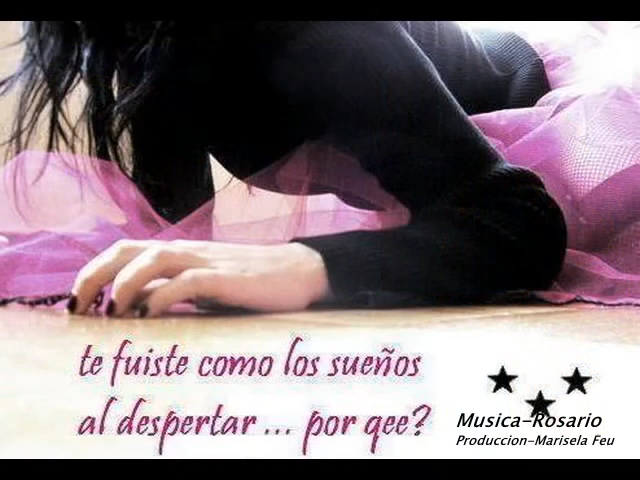 te fuiste como los sueños
al despertar ... por qee?
Musica-Rosario
Produccion-Marisela Feu